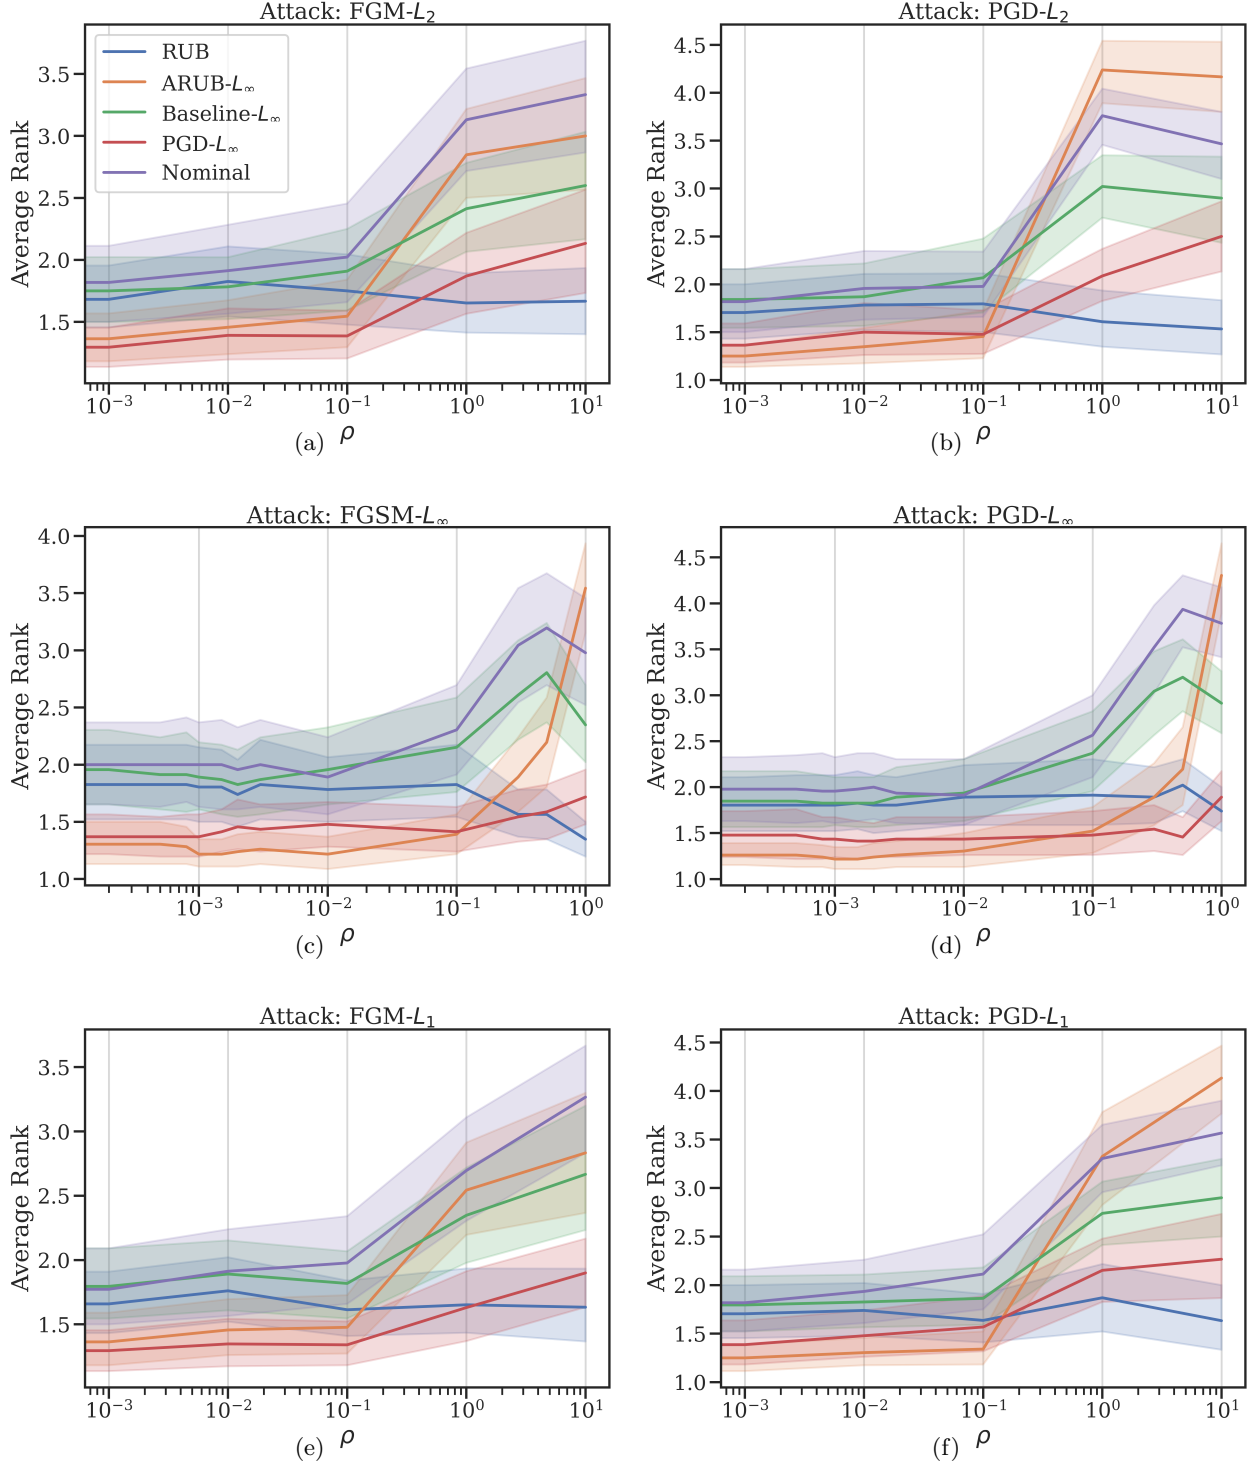 Attack: FGM-L₂
Average Rank
3.5
3.0
2.5
2.0
1.5
RUB
ARUB-L∞
Baseline-L∞
PGD-L∞
Nominal
10⁻³ 10⁻² 10⁻¹ 10⁰ 10¹
ρ
(a)
Attack: PGD-L₂
Average Rank
4.5
4.0
3.5
3.0
2.5
2.0
1.5
1.0
10⁻³ 10⁻² 10⁻¹ 10⁰ 10¹
ρ
(b)
Attack: FGSM-L∞
Average Rank
4.0
3.5
3.0
2.5
2.0
1.5
1.0
10⁻³ 10⁻² 10⁻¹ 10⁰
ρ
(c)
Attack: PGD-L∞
Average Rank
4.5
4.0
3.5
3.0
2.5
2.0
1.5
1.0
10⁻³ 10⁻² 10⁻¹ 10⁰
ρ
(d)
Attack: FGM-L₁
Average Rank
3.5
3.0
2.5
2.0
1.5
10⁻³ 10⁻² 10⁻¹ 10⁰ 10¹
ρ
(e)
Attack: PGD-L₁
Average Rank
4.5
4.0
3.5
3.0
2.5
2.0
1.5
1.0
10⁻³ 10⁻² 10⁻¹ 10⁰ 10¹
ρ
(f)